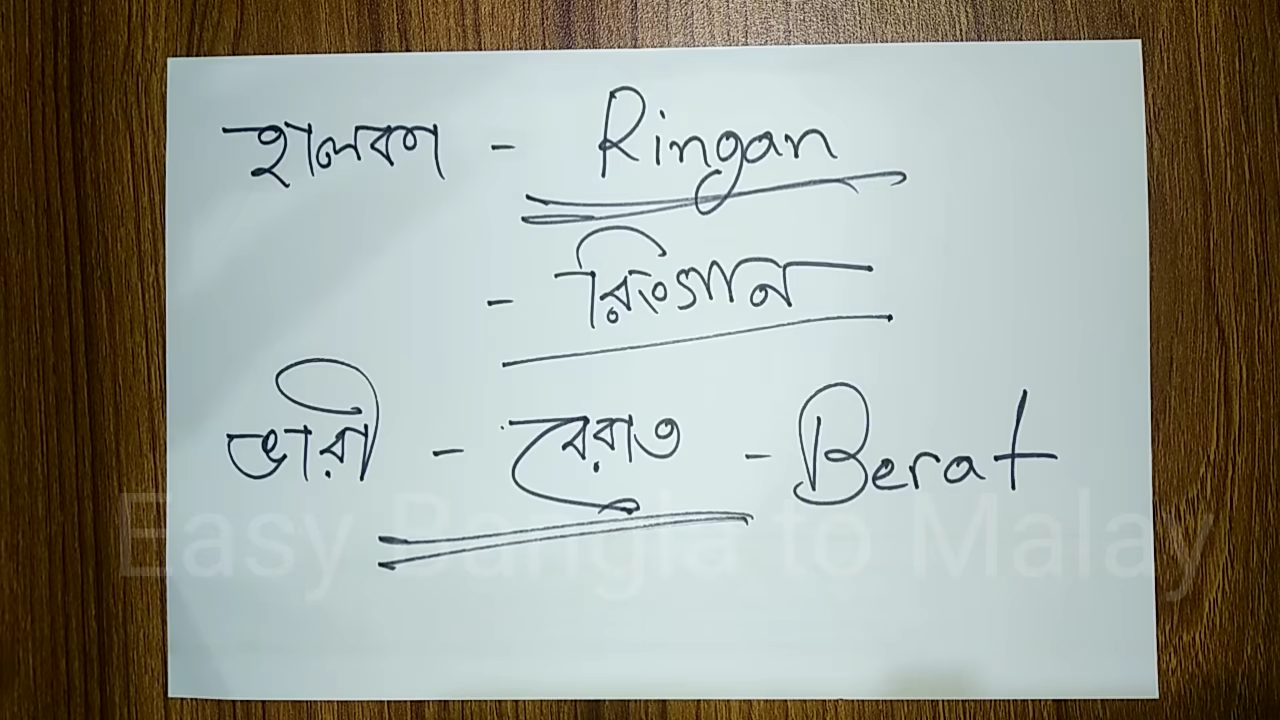 হালকা - Ringan
- রিংগান
ভারী - বেরাত - Berat
Easy Bangla to Malay